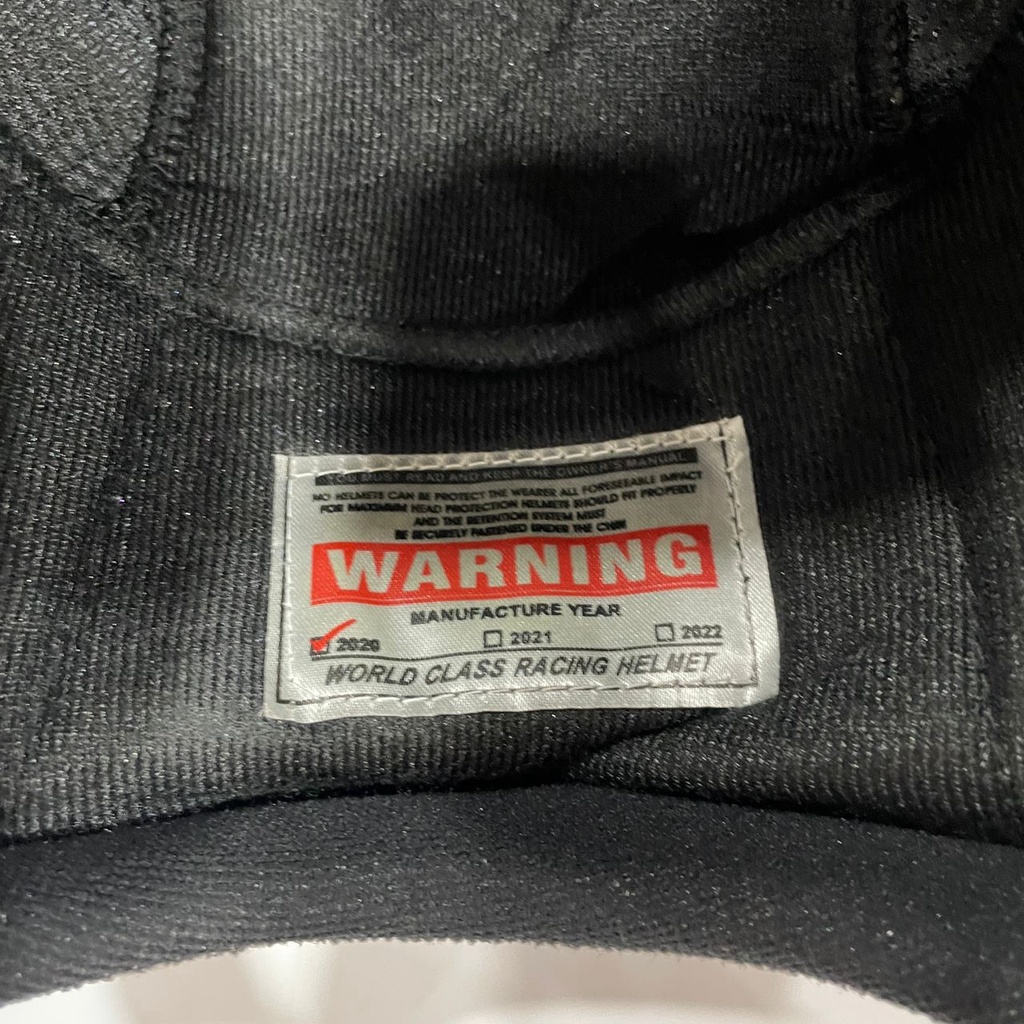 YOU MUST READ AND KEEP THE OWNER'S MANUAL
NO HELMETS CAN BE PROTECT THE WEARER ALL FORESEEABLE IMPACT
FOR MAXIMUM HEAD PROTECTION HELMETS SHOULD FIT PROPERLY
AND THE RETENTION SYSTEM MUST
BE SECURELY FASTENED UNDER THE CHIN
WARNING
MANUFACTURE YEAR
2020 2021 2022
WORLD CLASS RACING HELMET